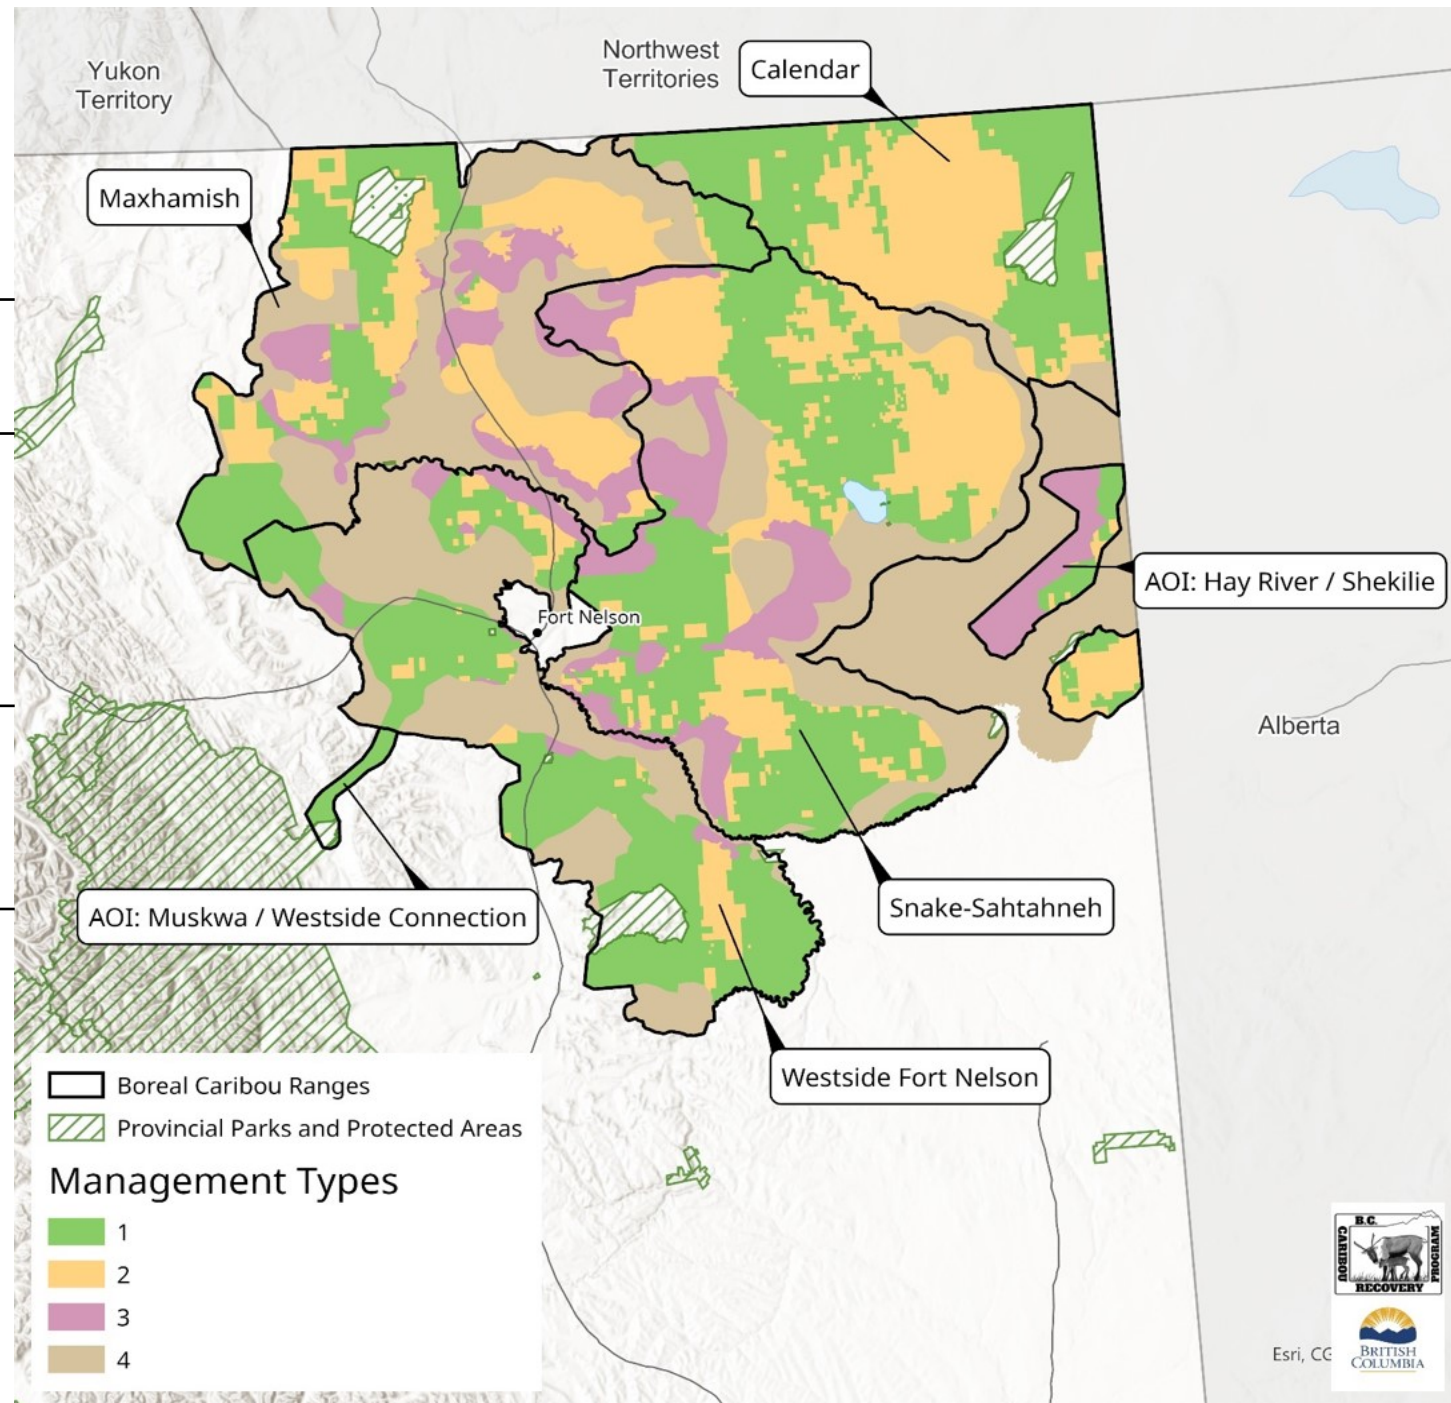 Yukon
Territory
Northwest
Territories
Calendar
Maxhamish
Fort Nelson
AOI: Hay River / Shekilie
Alberta
AOI: Muskwa / Westside Connection
Snake-Sahtahneh
Westside Fort Nelson
Boreal Caribou Ranges
Provincial Parks and Protected Areas
Management Types
1
2
3
4
B.C.
CARIBOU
PROGRAM
RECOVERY
Esri, CG
BRITISH
COLUMBIA